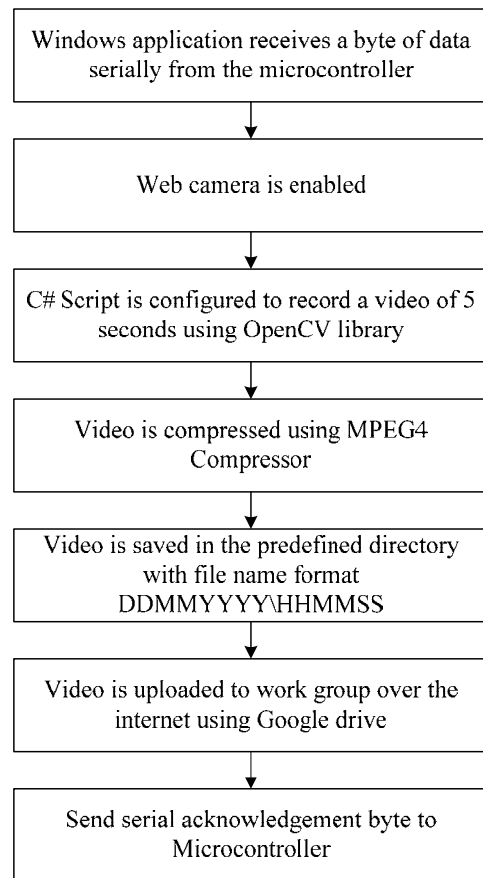 Windows application receives a byte of data
serially from the microcontroller
Web camera is enabled
C# Script is configured to record a video of 5
seconds using OpenCV library
Video is compressed using MPEG4
Compressor
Video is saved in the predefined directory
with file name format
DDMMYYYY\HHMMSS
Video is uploaded to work group over the
internet using Google drive
Send serial acknowledgement byte to
Microcontroller